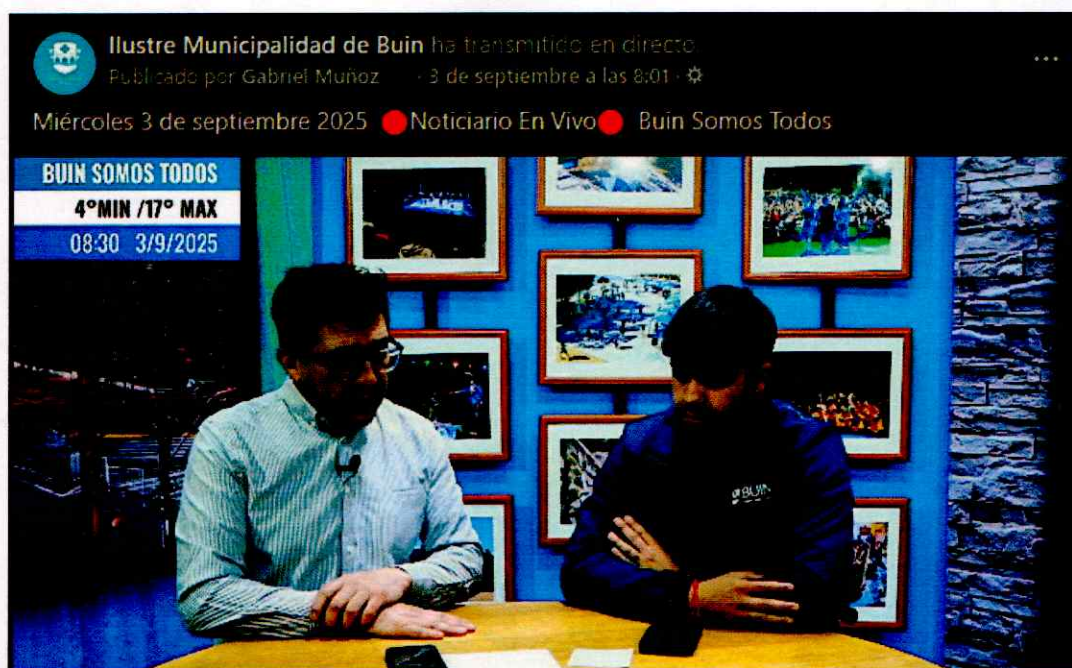 Ilustre Municipalidad de Buin ha transmitido en directo.
Publicado por Gabriel Muñoz · 3 de septiembre a las 8:01 ·
Miércoles 3 de septiembre 2025 🔴Noticiario En Vivo🔴 Buin Somos Todos
BUIN SOMOS TODOS
4°MIN /17° MAX
08:30 3/9/2025
BUIN